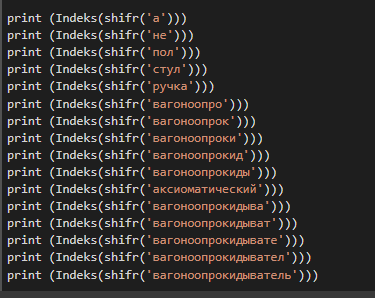 print (Indeks(shifr('а')))
print (Indeks(shifr('не')))
print (Indeks(shifr('пол')))
print (Indeks(shifr('стул')))
print (Indeks(shifr('ручка')))
print (Indeks(shifr('вагоноопро')))
print (Indeks(shifr('вагоноопрок')))
print (Indeks(shifr('вагоноопроки')))
print (Indeks(shifr('вагоноопрокид')))
print (Indeks(shifr('вагоноопрокиды')))
print (Indeks(shifr('аксиоматический')))
print (Indeks(shifr('вагоноопрокидыва')))
print (Indeks(shifr('вагоноопрокидыват')))
print (Indeks(shifr('вагоноопрокидывате')))
print (Indeks(shifr('вагоноопрокидывател')))
print (Indeks(shifr('вагоноопрокидыватель')))